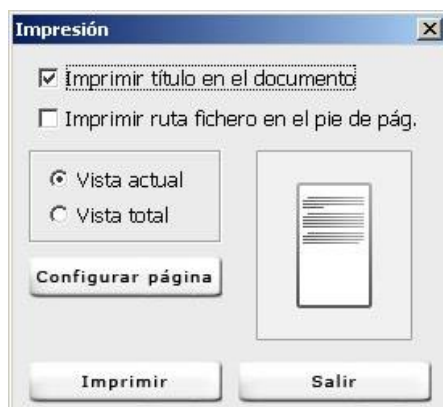 Impresión
Imprimir título en el documento
Imprimir ruta fichero en el pie de pág.
Vista actual
Vista total
Configurar página
Imprimir Salir